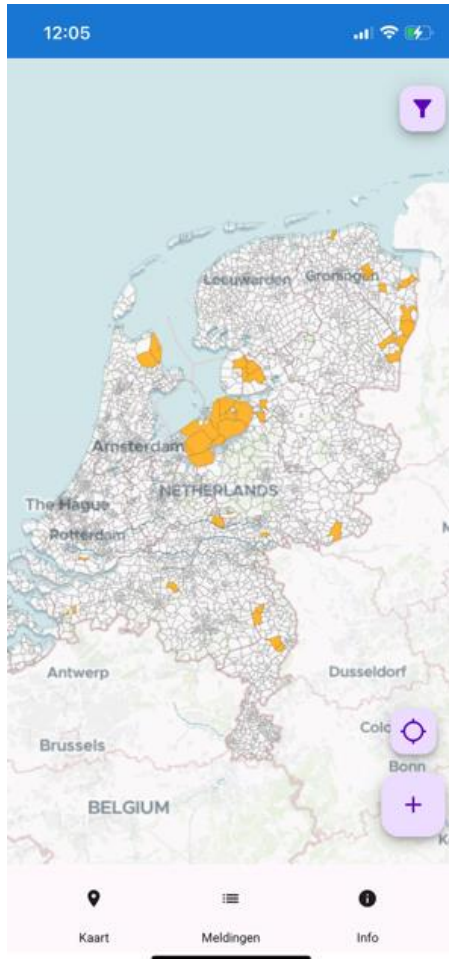 12:05
Leeuwarden
Groningen
Amsterdam
The Hague
NETHERLANDS
Rotterdam
Antwerp
Dusseldorf
Brussels
Bonn
BELGIUM
Kaart
Meldingen
Info